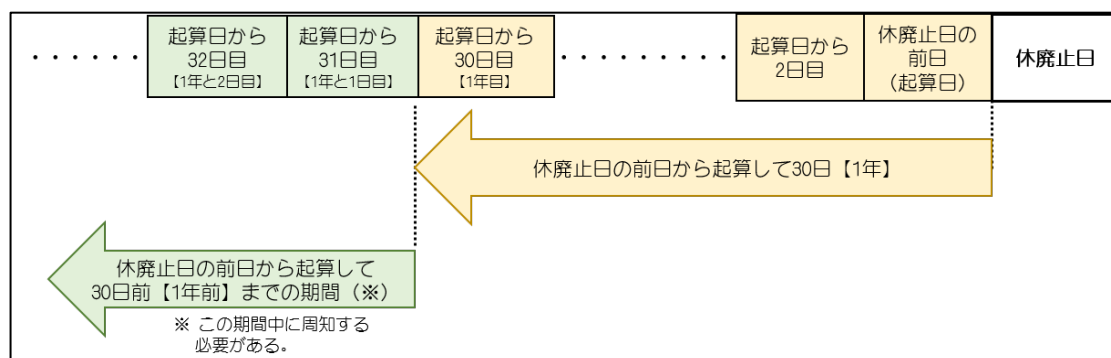 ・・・・・・
起算日から
32日目
【1年と2日目】
起算日から
31日目
【1年と1日目】
起算日から
30日目
【1年目】
・・・・・・・・・
起算日から
2日目
休廃止日の
前日
(起算日)
休廃止日
休廃止日の前日から起算して30日【1年】
休廃止日の前日から起算して
30日前【1年前】までの期間(※)
※ この期間中に周知する
必要がある。